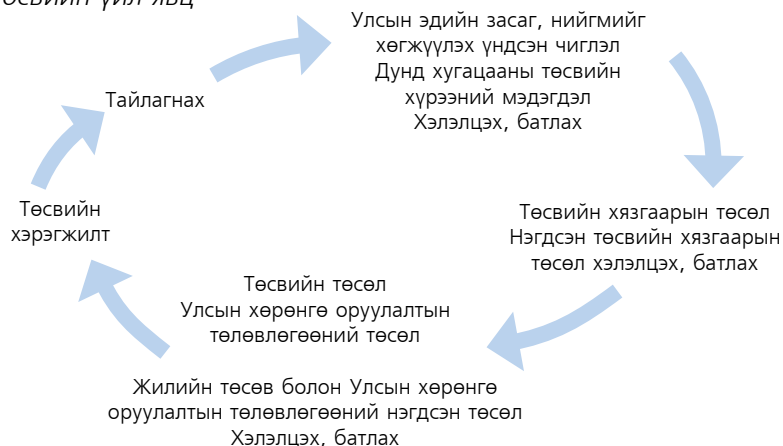 үйл явц
Улсын эдийн засаг, нийгмийг
хөгжүүлэх үндсэн чиглэл
Дунд хугацааны төсвийн
хүрээний мэдэгдэл
Хэлэлцэх, батлах
Төсвийн хязгаарын төсөл
Нэгдсэн төсвийн хязгаарын
төсөл хэлэлцэх, батлах
Төсвийн төсөл
Улсын хөрөнгө оруулалтын
төлөвлөгөөний төсөл
Жилийн төсөв болон Улсын хөрөнгө
оруулалтын төлөвлөгөөний нэгдсэн төсөл
Хэлэлцэх, батлах
Төсвийн
хэрэгжилт
Тайлагнах